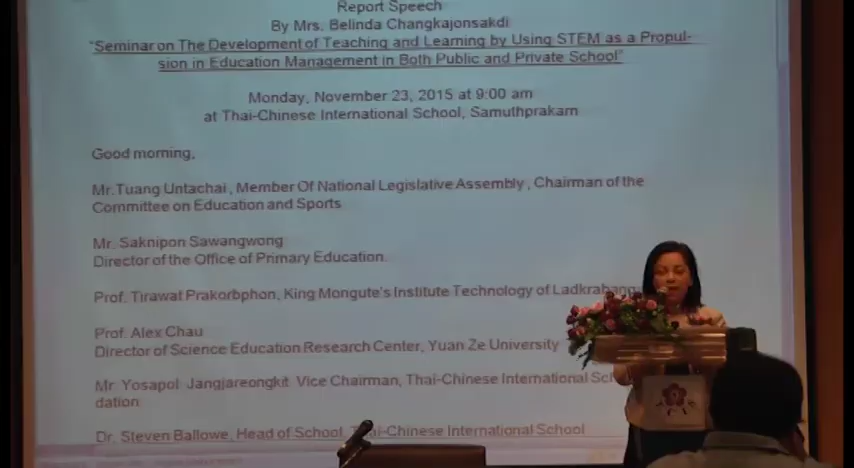 Report Speech
By Mrs. Belinda Changkajonsakdi
"Seminar on The Development of Teaching and Learning by Using STEM as a Propul-
sion in Education Management in Both Public and Private School"
Monday, November 23, 2015 at 9:00 am
at Thai-Chinese International School, Samuthprakarn
Good morning,
Mr.Tuang Untachai , Member Of National Legislative Assembly , Chairman of the
Committee on Education and Sports
Mr. Saknipon Sawangwong
Director of the Office of Primary Education.
Prof. Tirawat Prakorbphon, King Mongute's Institute Technology of Ladkrabang
Prof. Alex Chau
Director of Science Education Research Center, Yuan Ze University
Mr. Yosapol Jangjareongkit Vice Chairman, Thai-Chinese International
dation
Dr. Steven Ballowe, Head of School, Thai-Chinese International School